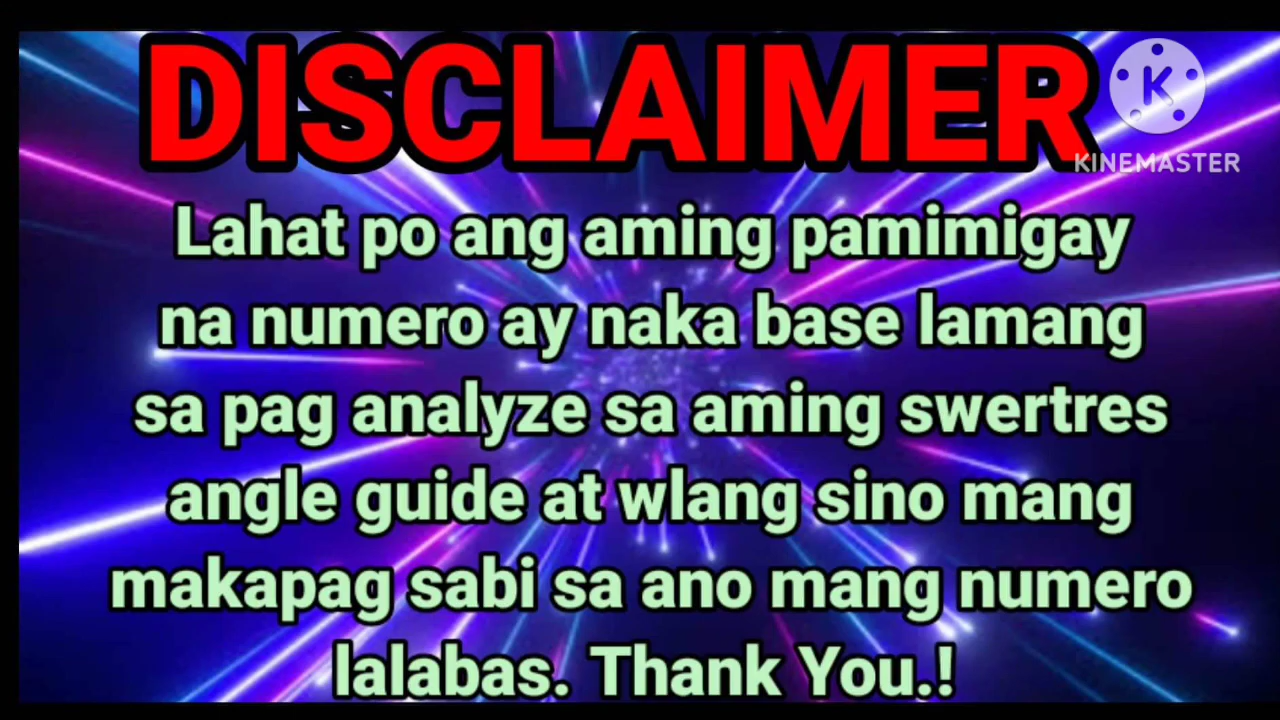 DISCLAIMER
K
KINEMASTER
Lahat po ang aming pamimigay
na numero ay naka base lamang
sa pag analyze sa aming swertres
angle guide at wlang sino mang
makapag sabi sa ano mang numero
lalabas. Thank You.!